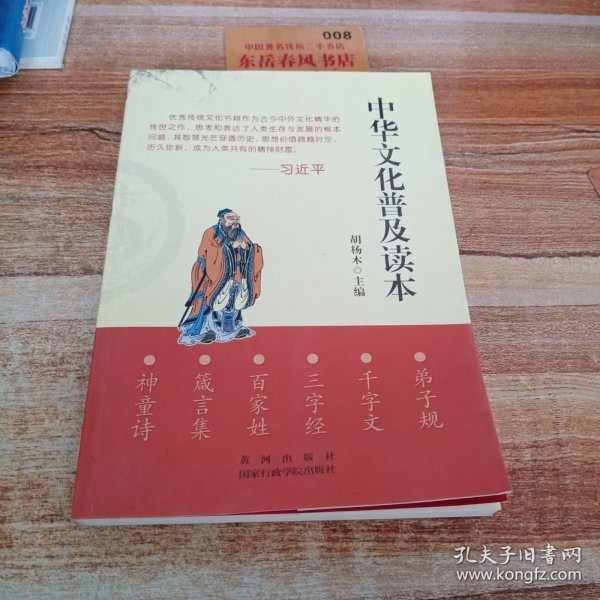 008
中国著名优质二手书店
东岳春风书店
优秀传统文化书籍作为古今中外文化精华的
传世之作，思考和表达了人类生存与发展的根本
问题，其智慧光芒穿透历史，思想价值跨越时空，
历久弥新，成为人类共有的精神财富。
——习近平
中华文化普及读本
胡杨木◎主编
弟子规
千字文
三字经
百家姓
箴言集
神童诗
黄河出版社
国家行政学院出版社
孔夫子旧书网
www.kongfz.com